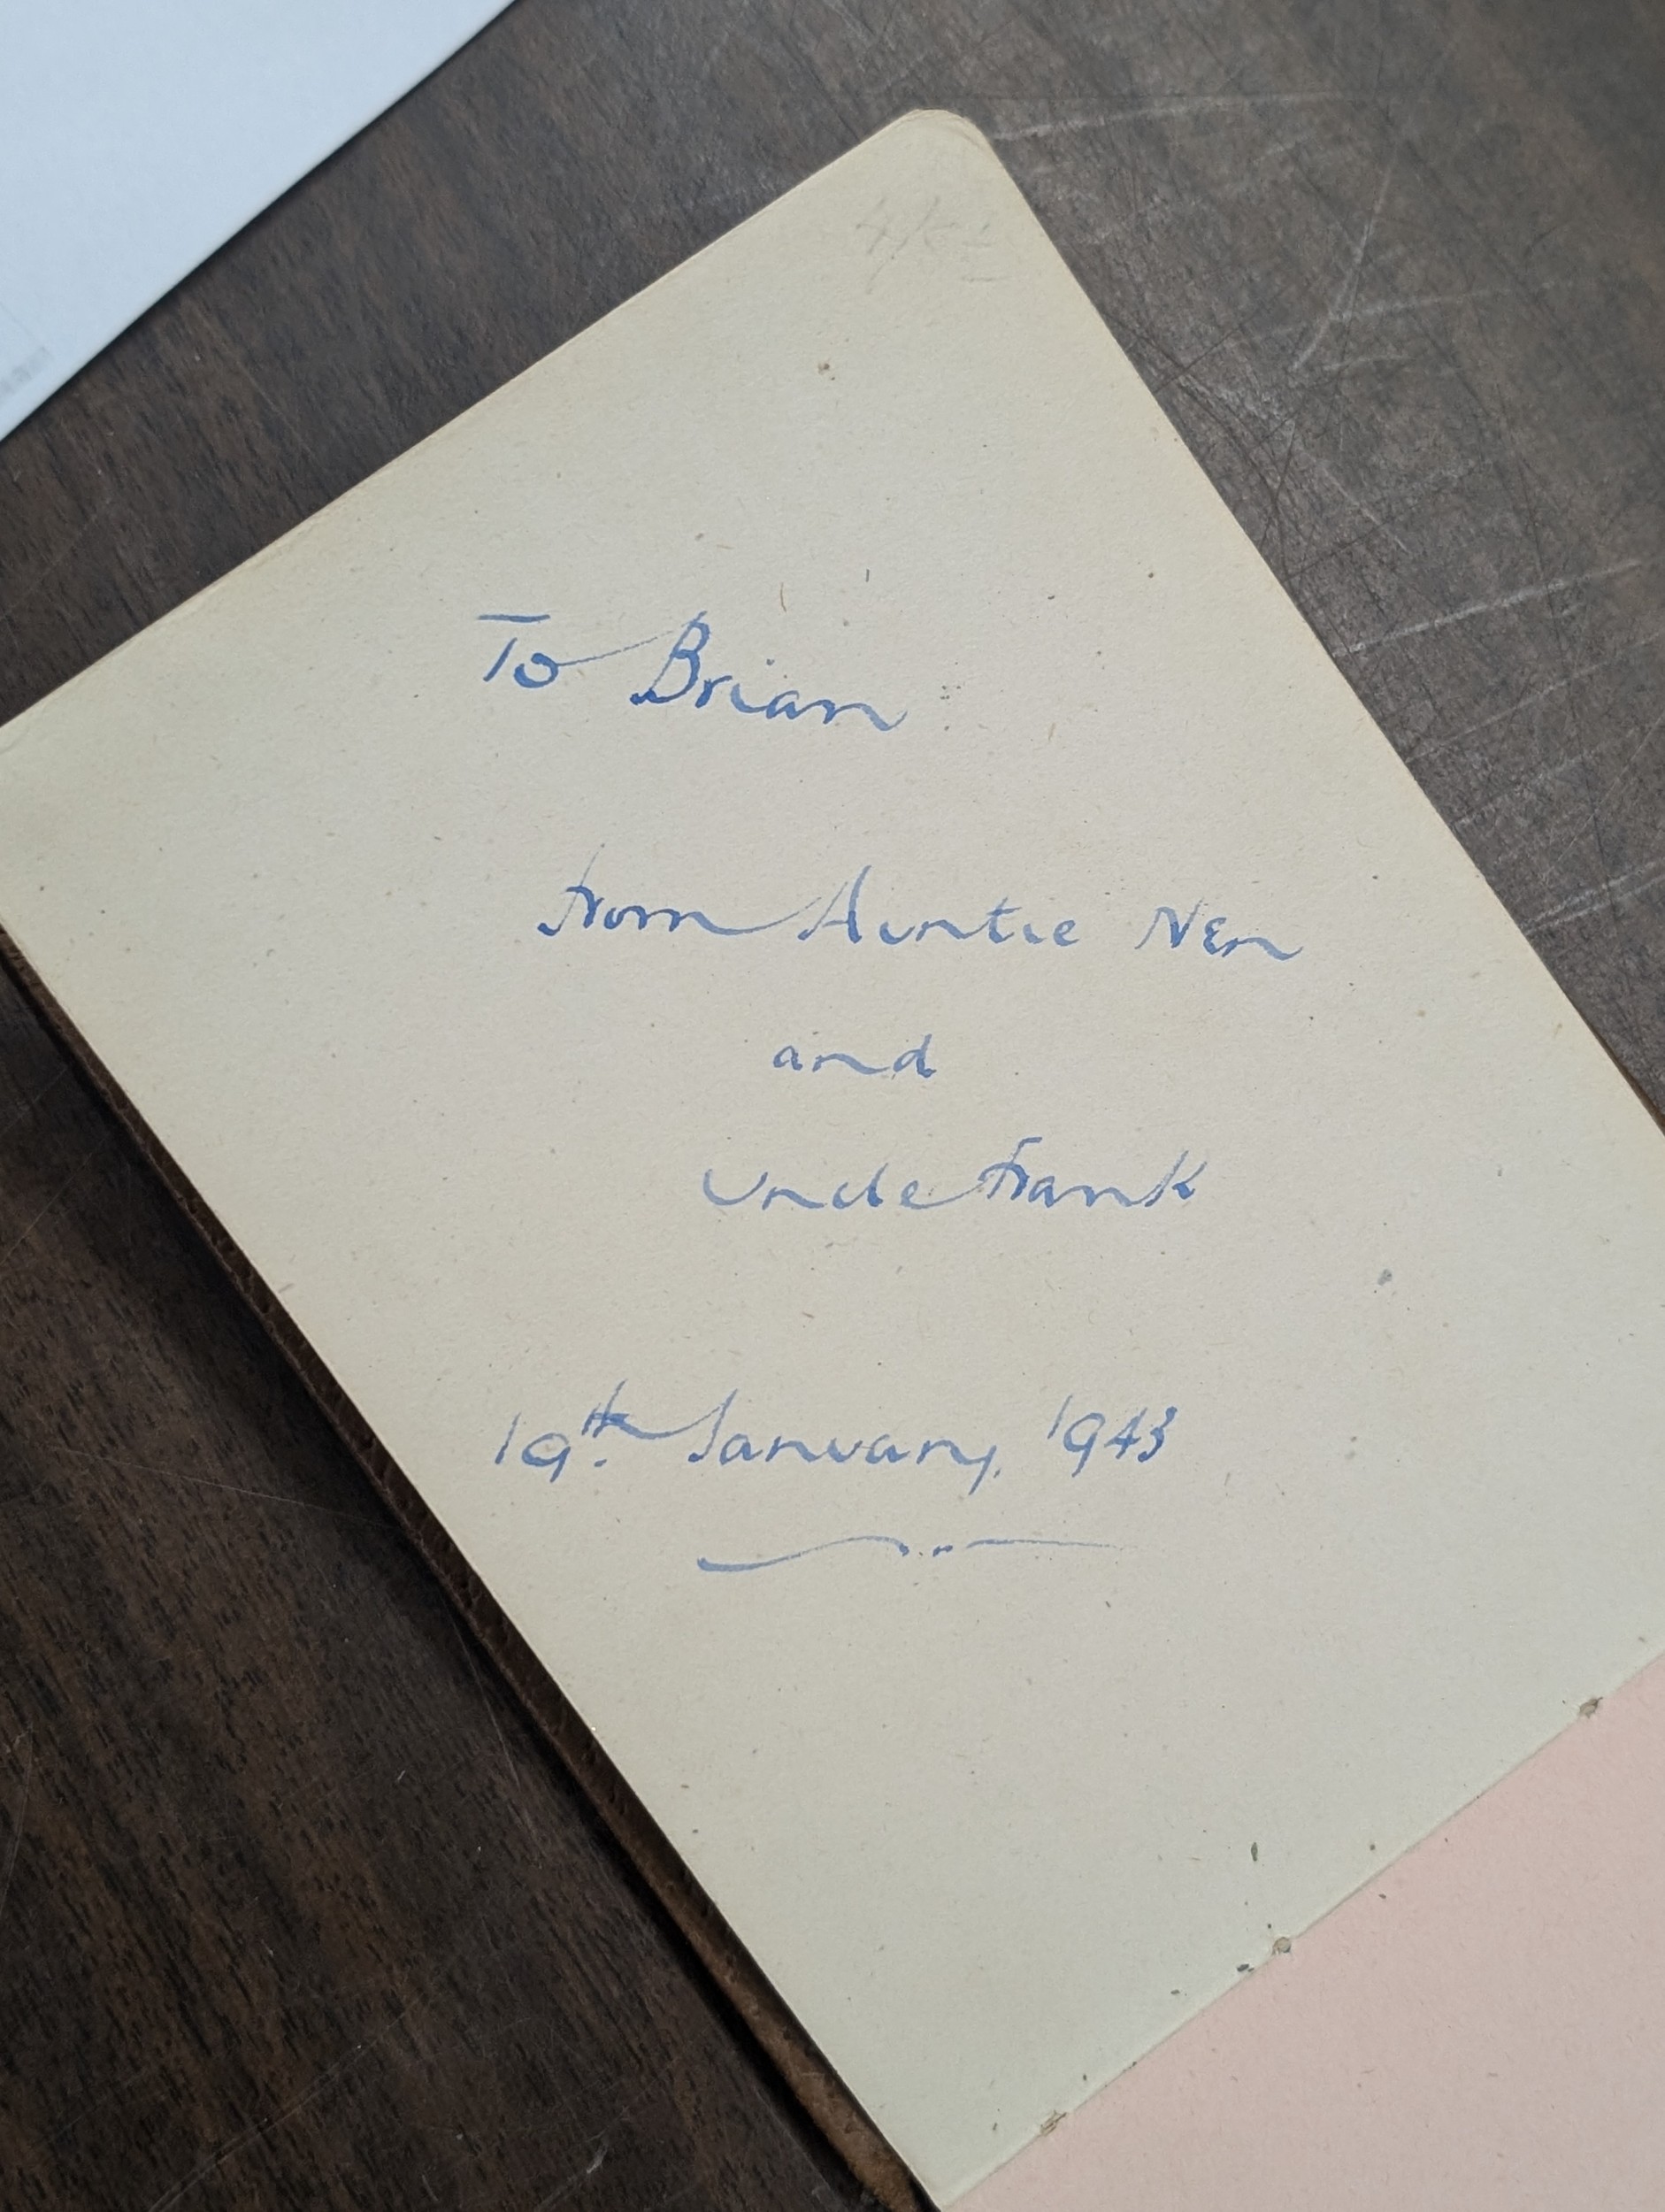 To Brian
from Auntie Nen
and
Uncle Frank
19th. January, 1943